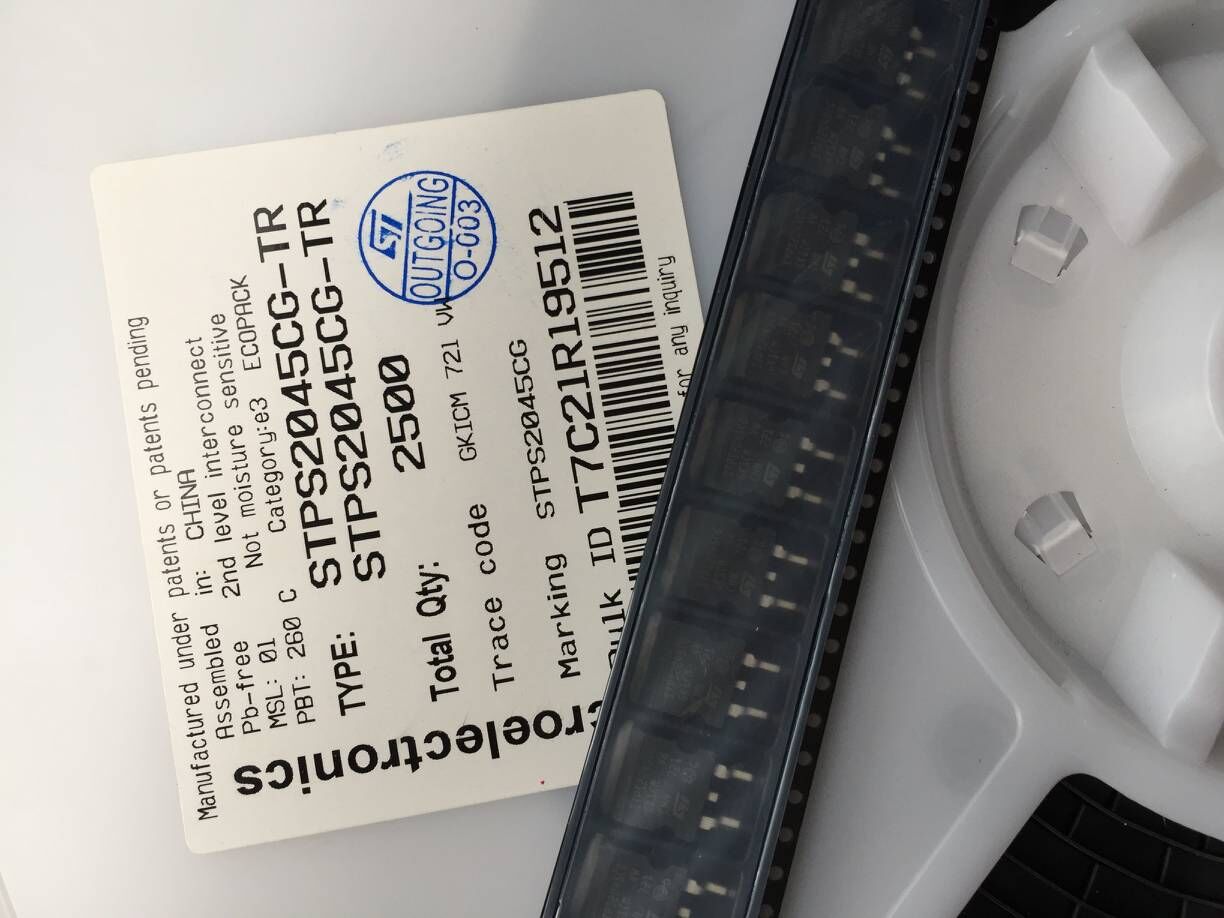 Manufactured under patents or patents pending
Assembled in: CHINA
Pb-free 2nd level interconnect
MSL: 01 Not moisture sensitive
PBT: 260 C Category:e3 ECOPACK
TYPE: STPS2045CG-TR
STPS2045CG-TR
Total Qty: 2500
Trace code GKICM 721
Marking STPS2045CG
ID T7C21R19512
for any inquiry
croelectronics
ST
OUTGOING
O-003